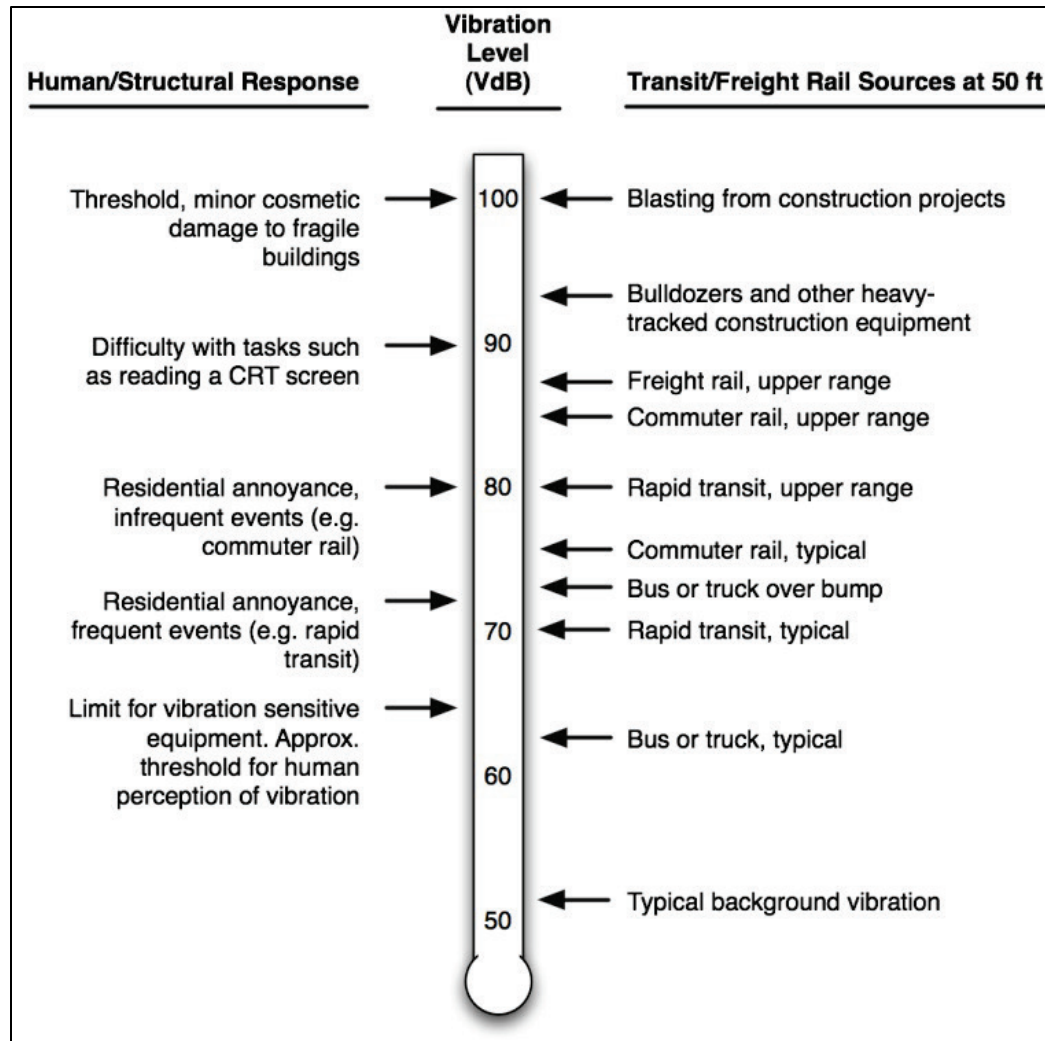 Vibration
Level
(VdB)
Human/Structural Response
Transit/Freight Rail Sources at 50 ft
Threshold, minor cosmetic
damage to fragile
buildings
100
Blasting from construction projects
Bulldozers and other heavy-
tracked construction equipment
Difficulty with tasks such
as reading a CRT screen
90
Freight rail, upper range
Commuter rail, upper range
Residential annoyance,
infrequent events (e.g.
commuter rail)
80
Rapid transit, upper range
Commuter rail, typical
Bus or truck over bump
Residential annoyance,
frequent events (e.g. rapid
transit)
70
Rapid transit, typical
Limit for vibration sensitive
equipment. Approx.
threshold for human
perception of vibration
Bus or truck, typical
60
Typical background vibration
50